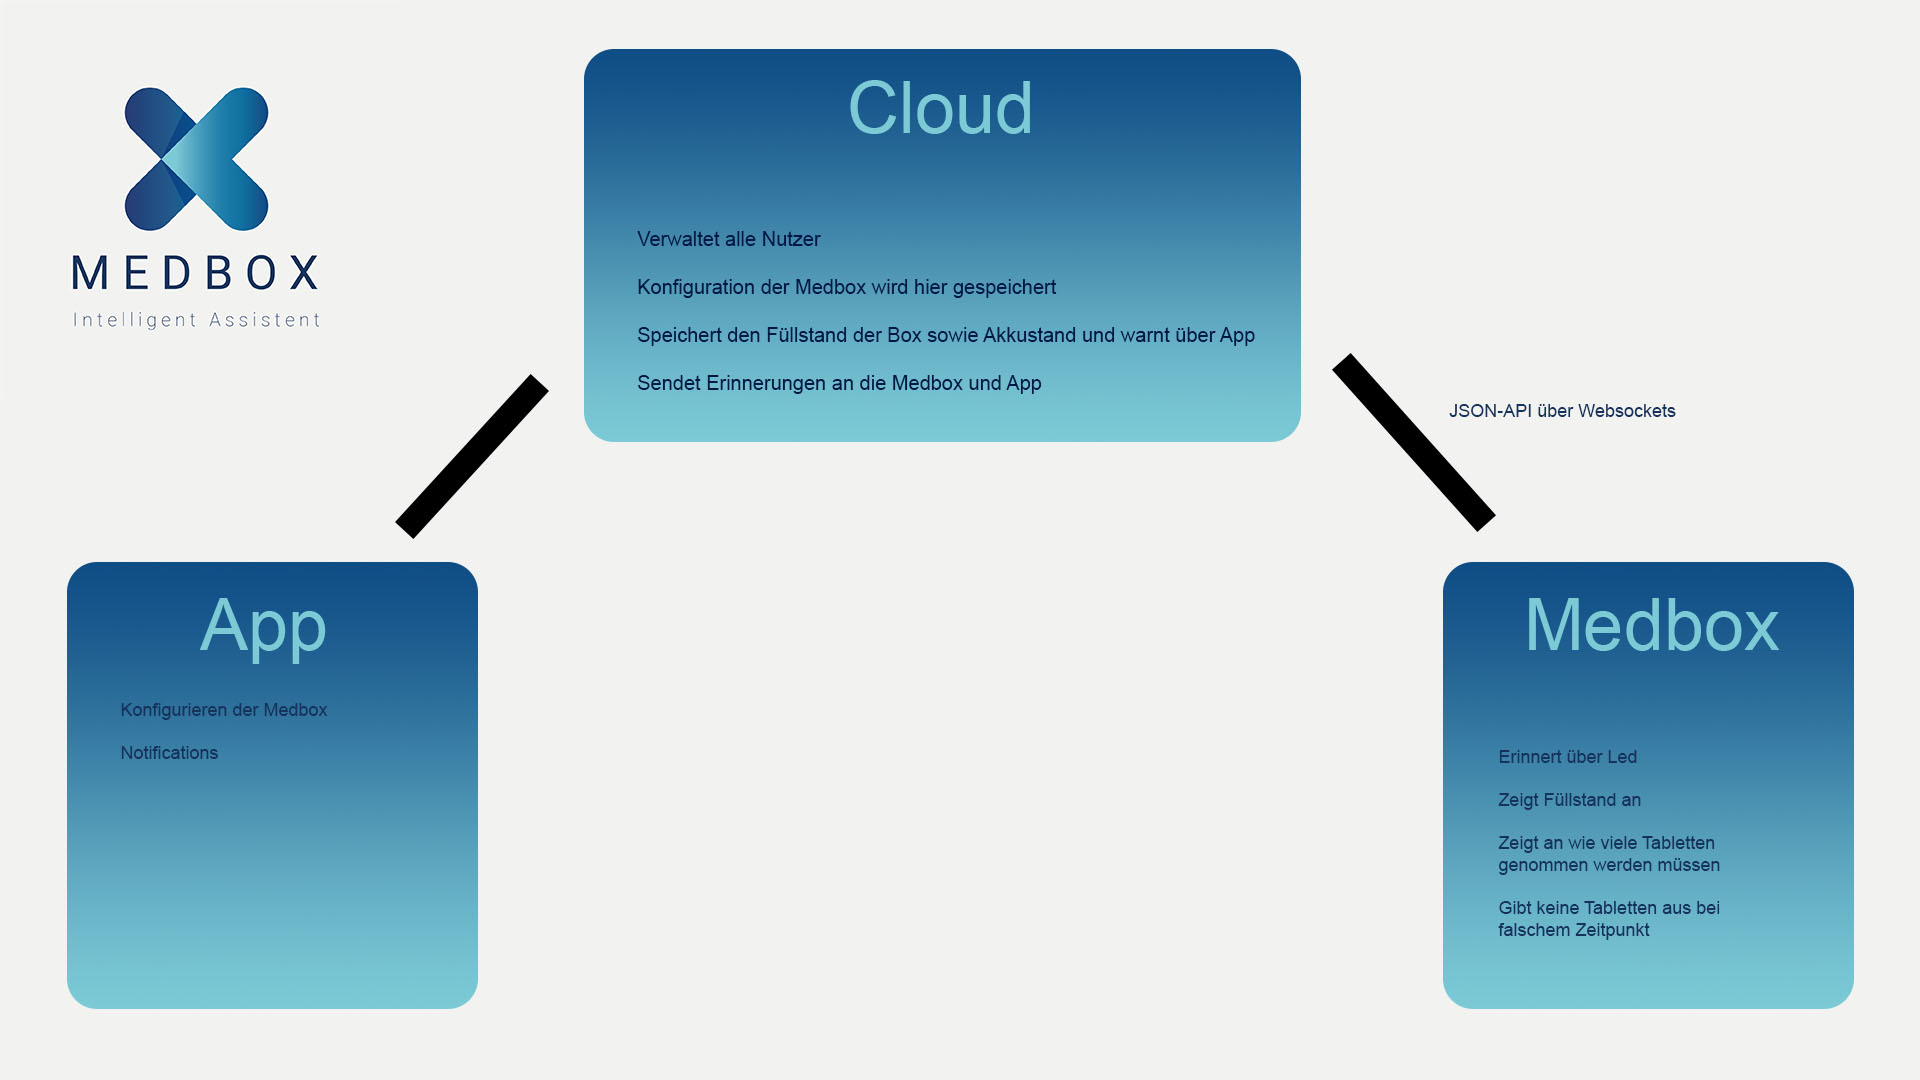 MEDBOX
Intelligent Assistent
Cloud
Verwaltet alle Nutzer
Konfiguration der Medbox wird hier gespeichert
Speichert den Füllstand der Box sowie Akkustand und warnt über App
Sendet Erinnerungen an die Medbox und App
JSON-API über Websockets
App
Konfigurieren der Medbox
Notifications
Medbox
Erinnert über Led
Zeigt Füllstand an
Zeigt an wie viele Tabletten
genommen werden müssen
Gibt keine Tabletten aus bei
falschem Zeitpunkt